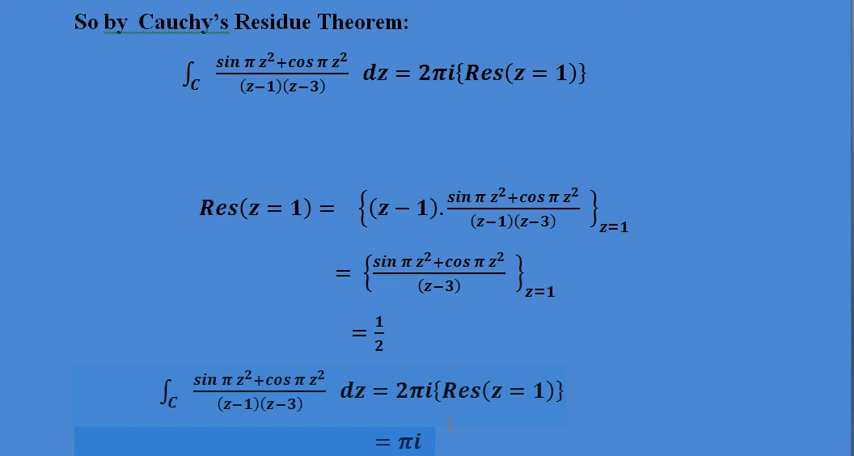 So by Cauchy's Residue Theorem:
∫_C (sin π z²+cos π z²)/((z−1)(z−3)) dz = 2πi{Res(z = 1)}
Res(z = 1) = {(z − 1).(sin π z²+cos π z²)/((z−1)(z−3))}_{z=1}
= {(sin π z²+cos π z²)/((z−3))}_{z=1}
= 1/2
∫_C (sin π z²+cos π z²)/((z−1)(z−3)) dz = 2πi{Res(z = 1)}
= πi